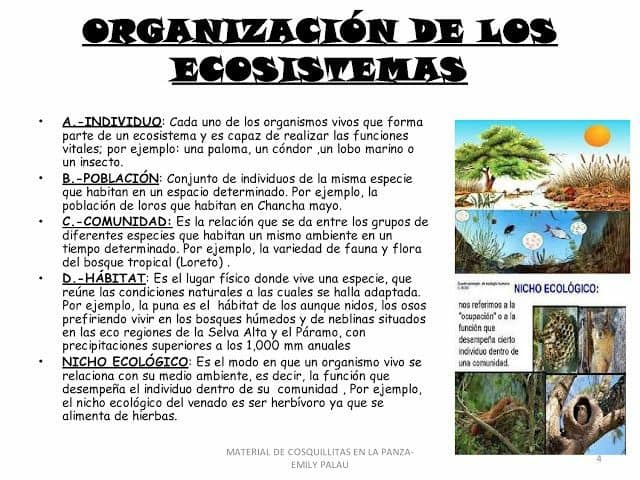 ORGANIZACIÓN DE LOS
ECOSISTEMAS
• A.-INDIVIDUO: Cada uno de los organismos vivos que forma
parte de un ecosistema y es capaz de realizar las funciones
vitales; por ejemplo: una paloma, un cóndor ,un lobo marino o
un insecto.
• B.-POBLACIÓN: Conjunto de individuos de la misma especie
que habitan en un espacio determinado. Por ejemplo, la
población de loros que habitan en Chancha mayo.
• C.-COMUNIDAD: Es la relación que se da entre los grupos de
diferentes especies que habitan un mismo ambiente en un
tiempo determinado. Por ejemplo, la variedad de fauna y flora
del bosque tropical (Loreto) .
• D.-HÁBITAT: Es el lugar físico donde vive una especie, que
reúne las condiciones naturales a las cuales se halla adaptada.
Por ejemplo, la puna es el hábitat de los aunque nidos, los osos
prefiriendo vivir en los bosques húmedos y de neblinas situados
en las eco regiones de la Selva Alta y el Páramo, con
precipitaciones superiores a los 1,000 mm anuales
• NICHO ECOLÓGICO: Es el modo en que un organismo vivo se
relaciona con su medio ambiente, es decir, la función que
desempeña el individuo dentro de su comunidad , Por ejemplo,
el nicho ecológico del venado es ser herbívoro ya que se
alimenta de hierbas.
NICHO ECOLÓGICO:
nos referimos a la
"ocupación" o a la
función que
desempeña cierto
individuo dentro de
una comunidad.
MATERIAL DE COSQUILLITAS EN LA PANZA-
EMILY PALAU
4